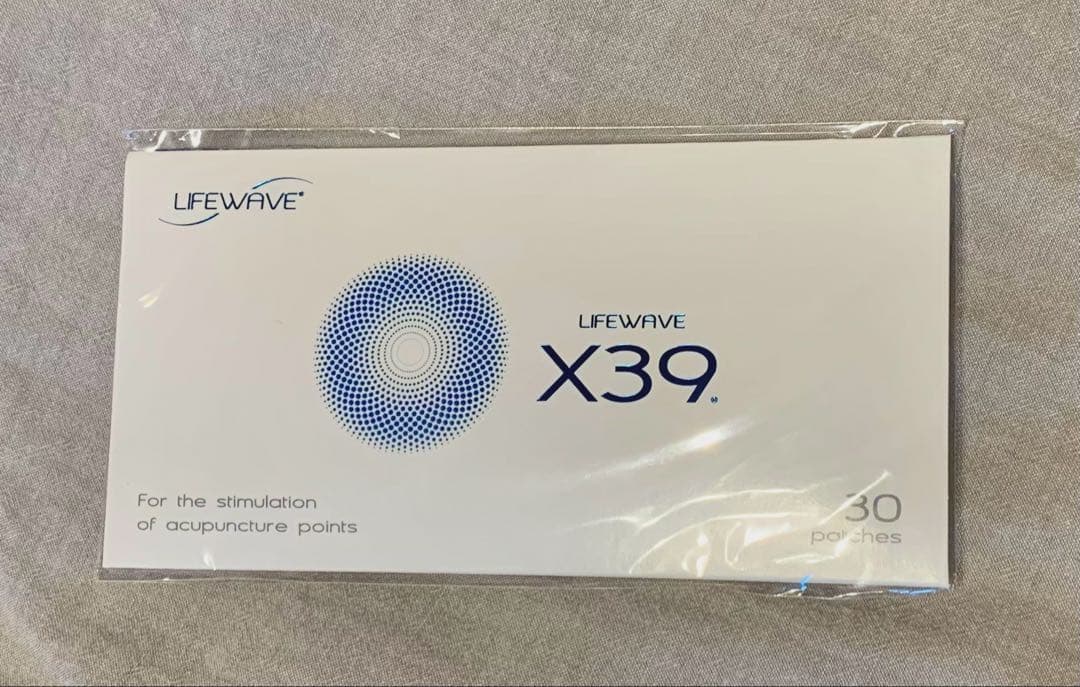 LIFEWAVE®
LIFEWAVE
X39®
For the stimulation
of acupuncture points
30
patches